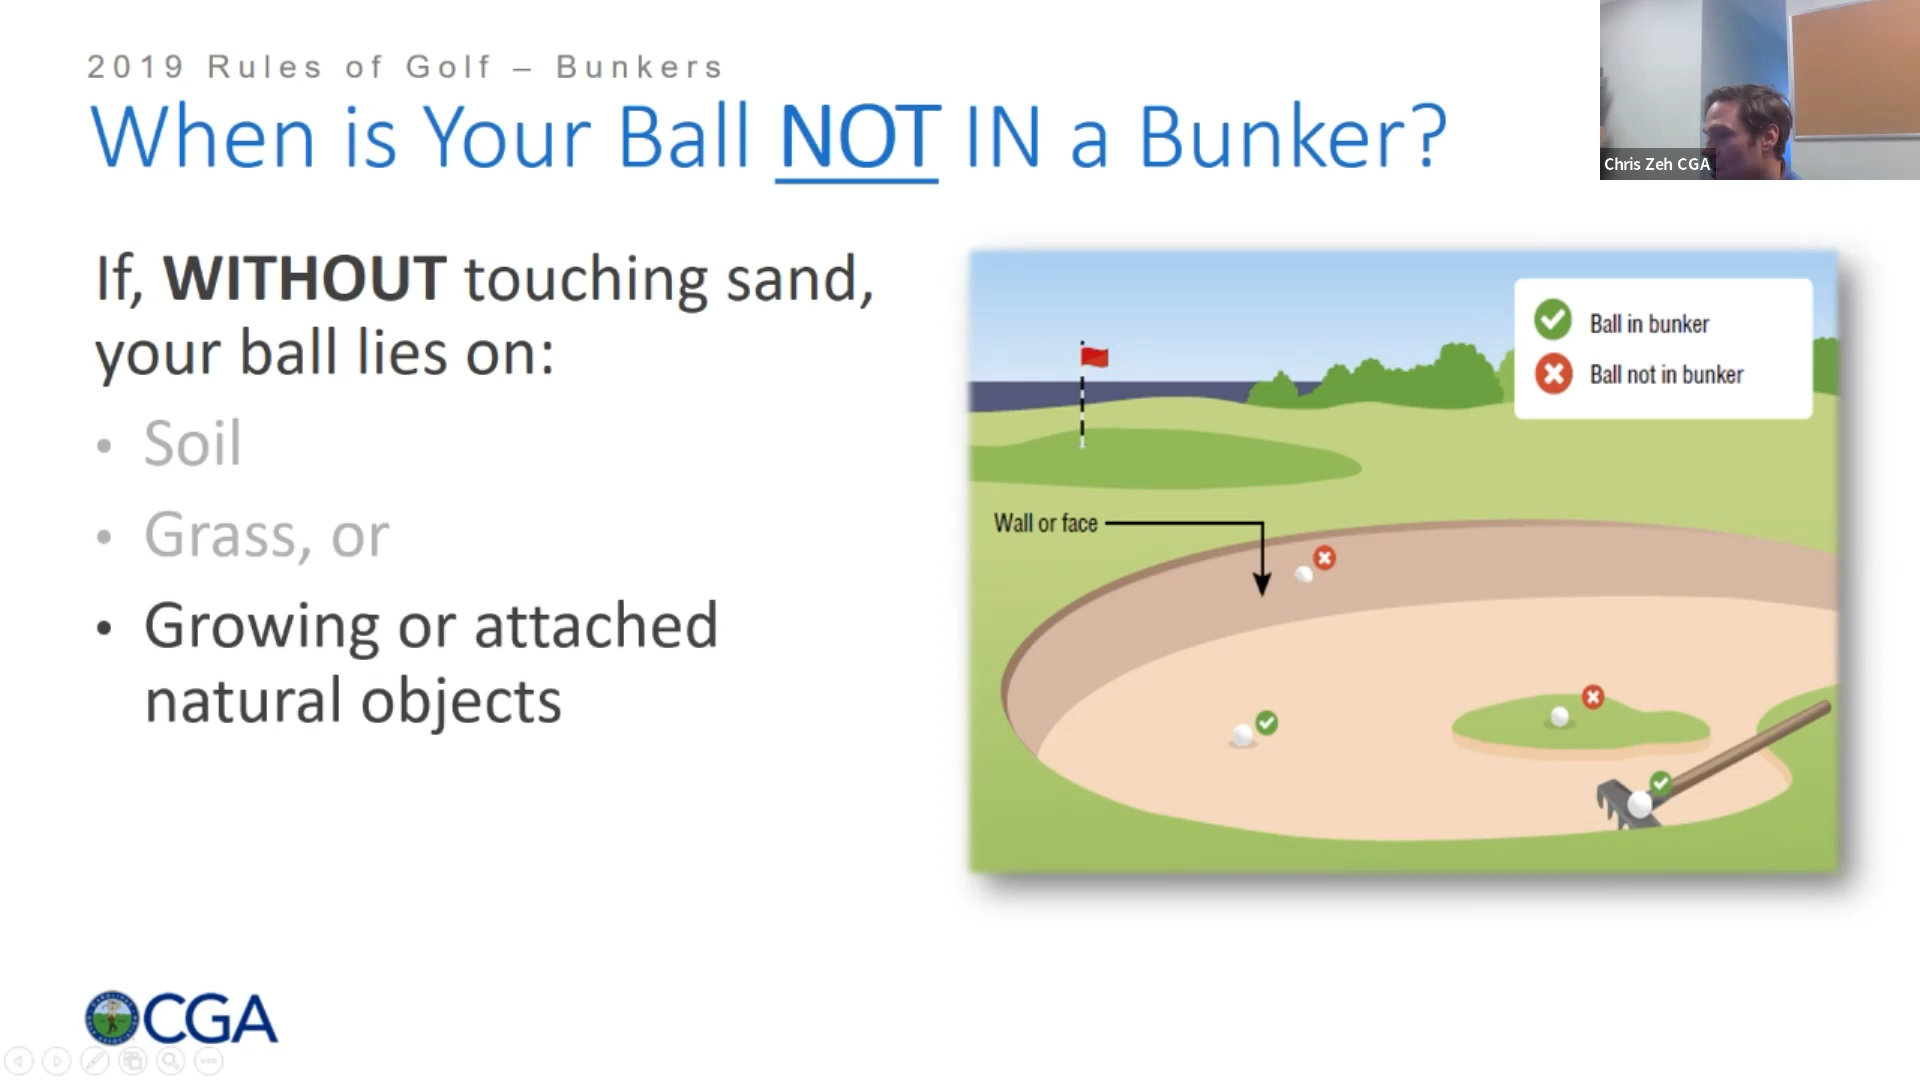 2019 Rules of Golf – Bunkers
When is Your Ball NOT IN a Bunker?
Chris Zeh CGA
If, WITHOUT touching sand,
your ball lies on:
• Soil
• Grass, or
• Growing or attached
natural objects
Ball in bunker
Ball not in bunker
Wall or face
CGA